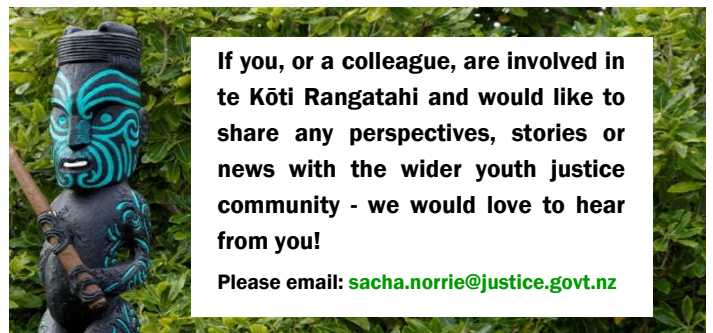 If you, or a colleague, are involved in
te Kōti Rangatahi and would like to
share any perspectives, stories or
news with the wider youth justice
community - we would love to hear
from you!
Please email: sacha.norrie@justice.govt.nz